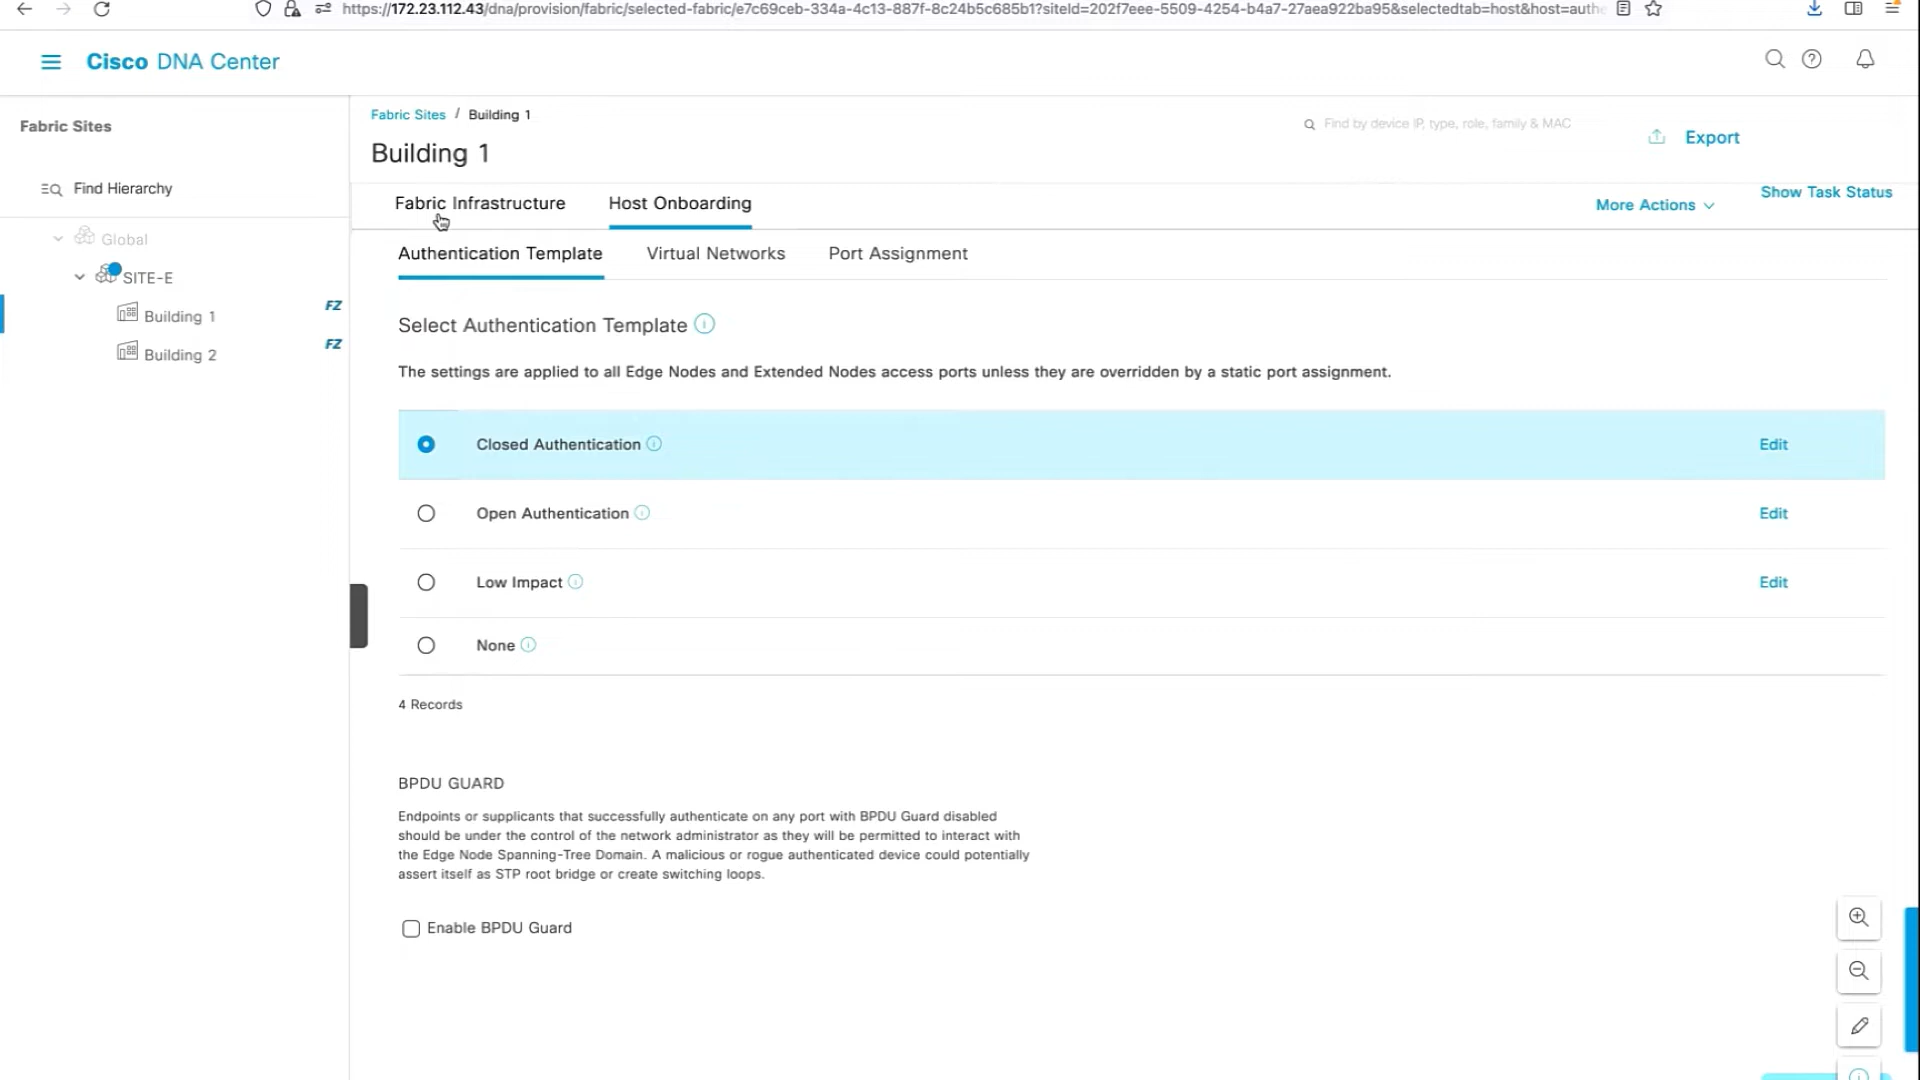 https://172.23.112.43/dna/provision/fabric/selected-fabric/e7c69ceb-334a-4c13-887f-8c24b5c685b1?siteId=202f7eee-5509-4254-b4a7-27aea922ba95&selectedtab=host&host=authe
Cisco DNA Center
Fabric Sites
Find Hierarchy
Global
SITE-E
Building 1 FZ
Building 2 FZ
Fabric Sites / Building 1
Building 1
Find by device IP, type, role, family & MAC
Export
Fabric Infrastructure
Host Onboarding
More Actions
Show Task Status
Authentication Template
Virtual Networks
Port Assignment
Select Authentication Template
The settings are applied to all Edge Nodes and Extended Nodes access ports unless they are overridden by a static port assignment.
Closed Authentication Edit
Open Authentication Edit
Low Impact Edit
None
4 Records
BPDU GUARD
Endpoints or supplicants that successfully authenticate on any port with BPDU Guard disabled
should be under the control of the network administrator as they will be permitted to interact with
the Edge Node Spanning-Tree Domain. A malicious or rogue authenticated device could potentially
assert itself as STP root bridge or create switching loops.
Enable BPDU Guard